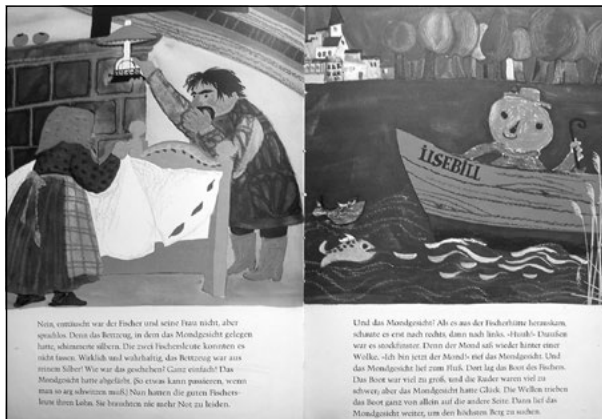 ILSEBILL
Nein, enttäuscht war der Fischer und seine Frau nicht, aber
sprachlos. Denn das Bettzeug, in dem das Mondgesicht gelegen
hatte, schimmerte silbern. Die zwei Fischersleute konnten es
nicht fassen. Wirklich und wahrhaftig, das Bettzeug war aus
reinem Silber! Wie war das geschehen? Ganz einfach! Das
Mondgesicht hatte abgefärbt. (So etwas kann passieren, wenn
man so arg schwitzen muß.) Nun hatten die guten Fischers-
leute ihren Lohn. Sie brauchten nie mehr Not zu leiden.
Und das Mondgesicht? Als es aus der Fischerhütte herauskam,
schaute es erst nach rechts, dann nach links. »Huuh!« Draußen
war es stockfinster. Denn der Mond saß wieder hinter einer
Wolke. »Ich bin jetzt der Mond!« rief das Mondgesicht. Und
das Mondgesicht lief zum Fluß. Dort lag das Boot des Fischers.
Das Boot war viel zu groß, und die Ruder waren viel zu
schwer; aber das Mondgesicht hatte Glück. Die Wellen trieben
das Boot ganz von allein auf die andere Seite. Dann lief das
Mondgesicht weiter, um den höchsten Berg zu suchen.